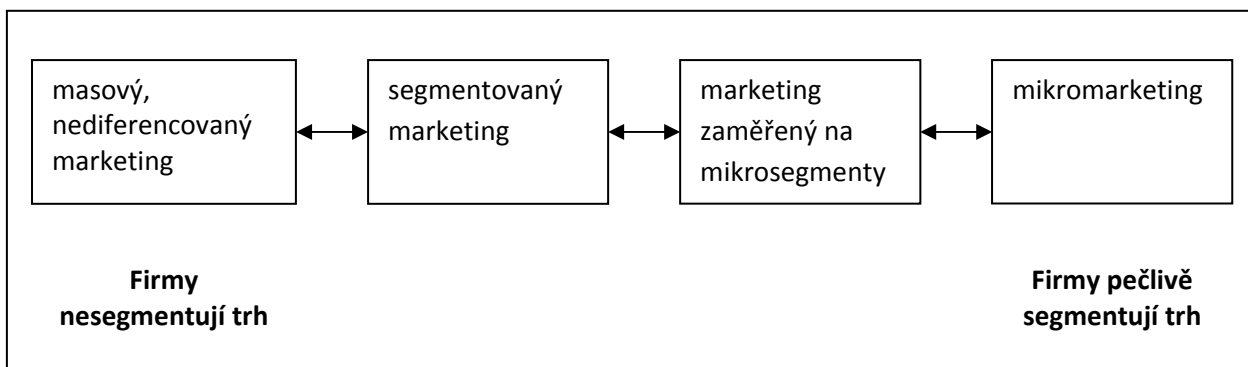 masový,
nediferencovaný
marketing
segmentovaný
marketing
marketing
zaměřený na
mikrosegmenty
mikromarketing
Firmy
nesegmentují trh
Firmy pečlivě
segmentují trh